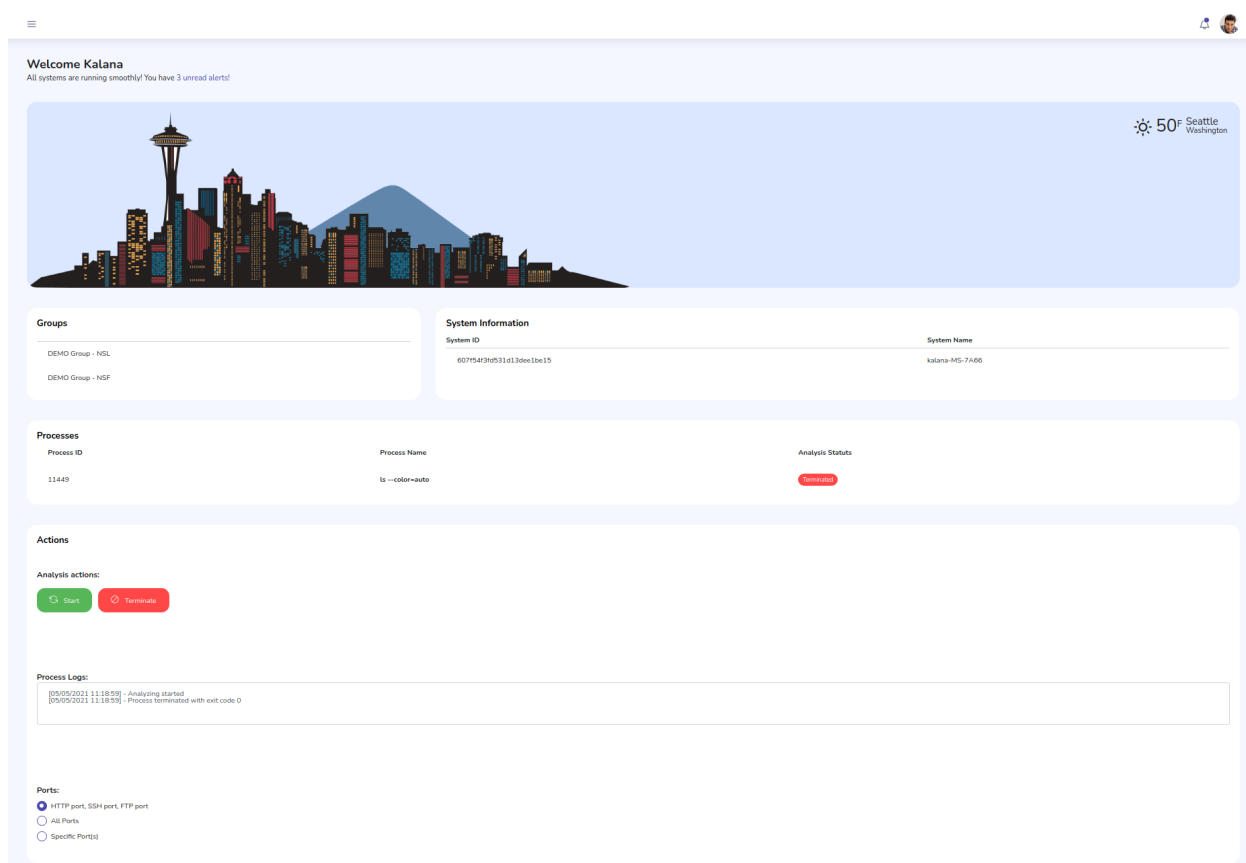 Welcome Kalana
All systems are running smoothly! You have 3 unread alerts!
50F Seattle
Washington
Groups
DEMO Group - NSL
DEMO Group - NSF
System Information
System ID System Name
607f54f3fd531d13dee1be15 kalana-MS-7A66
Processes
Process ID Process Name Analysis Statuts
11449 ls --color=auto Terminated
Actions
Analysis actions:
Start Terminate
Process Logs:
[05/05/2021 11:18:59] - Analyzing started
[05/05/2021 11:18:59] - Process terminated with exit code 0
Ports:
HTTP port, SSH port, FTP port
All Ports
Specific Port(s)